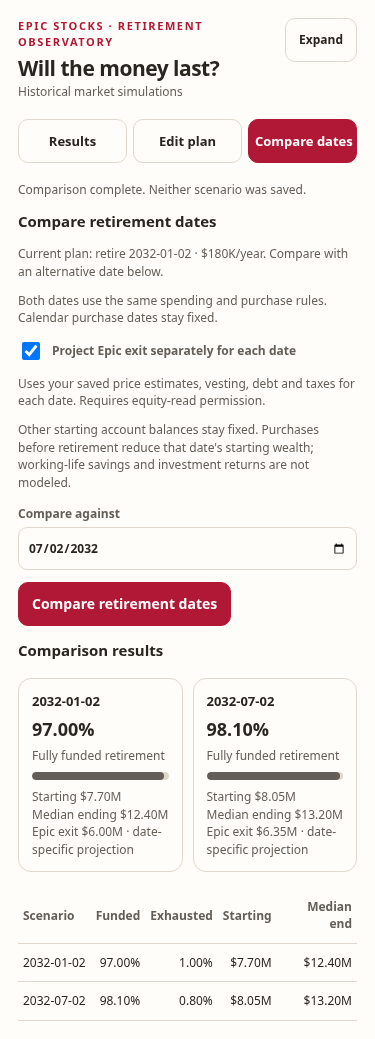 EPIC STOCKS · RETIREMENT
OBSERVATORY
Will the money last?
Historical market simulations
Expand
Results
Edit plan
Compare dates
Comparison complete. Neither scenario was saved.
Compare retirement dates
Current plan: retire 2032-01-02 · $180K/year. Compare with
an alternative date below.
Both dates use the same spending and purchase rules.
Calendar purchase dates stay fixed.
Project Epic exit separately for each date
Uses your saved price estimates, vesting, debt and taxes for
each date. Requires equity-read permission.
Other starting account balances stay fixed. Purchases
before retirement reduce that date's starting wealth;
working-life savings and investment returns are not
modeled.
Compare against
07/02/2032
Compare retirement dates
Comparison results
2032-01-02
97.00%
Fully funded retirement
Starting $7.70M
Median ending $12.40M
Epic exit $6.00M · date-
specific projection
2032-07-02
98.10%
Fully funded retirement
Starting $8.05M
Median ending $13.20M
Epic exit $6.35M · date-
specific projection
Scenario Funded Exhausted Starting Median
end
2032-01-02 97.00% 1.00% $7.70M $12.40M
2032-07-02 98.10% 0.80% $8.05M $13.20M